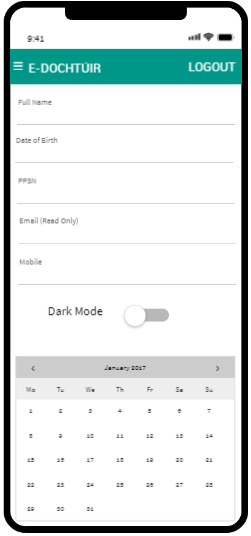 9:41
≡ E-DOCHTÚIR LOGOUT
Full Name
Date of Birth
PPSN
Email (Read Only)
Mobile
Dark Mode
‹ January 2017 ›
Mo Tu We Th Fr Sa Su
1 2 3 4 5 6 7
8 9 10 11 12 13 14
15 16 17 18 19 20 21
22 23 24 25 26 27 28
29 30 31